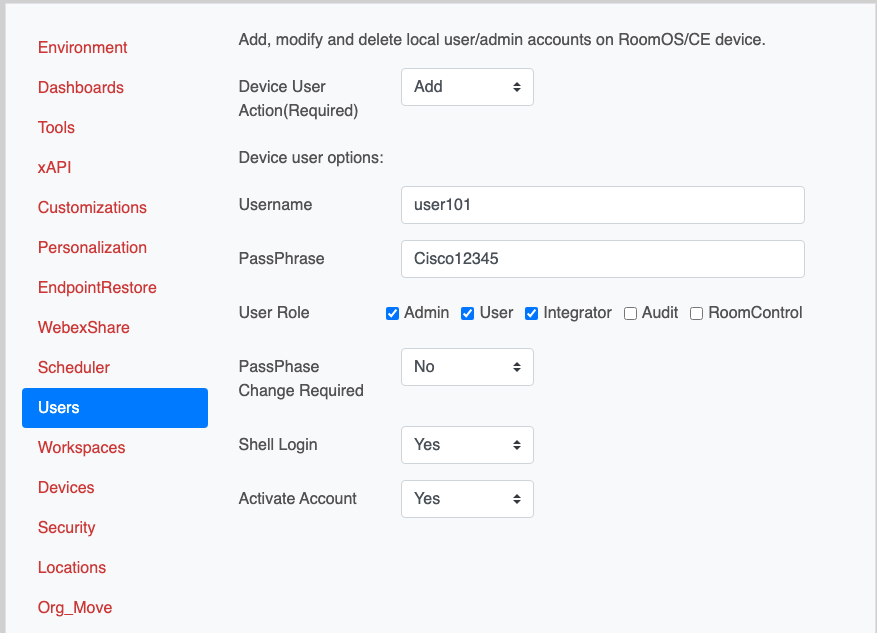 Environment
Dashboards
Tools
xAPI
Customizations
Personalization
EndpointRestore
WebexShare
Scheduler
Users
Workspaces
Devices
Security
Locations
Org_Move
Add, modify and delete local user/admin accounts on RoomOS/CE device.
Device User
Action(Required)
Add
Device user options:
Username
user101
PassPhrase
Cisco12345
User Role
Admin User Integrator Audit RoomControl
PassPhase
Change Required
No
Shell Login
Yes
Activate Account
Yes